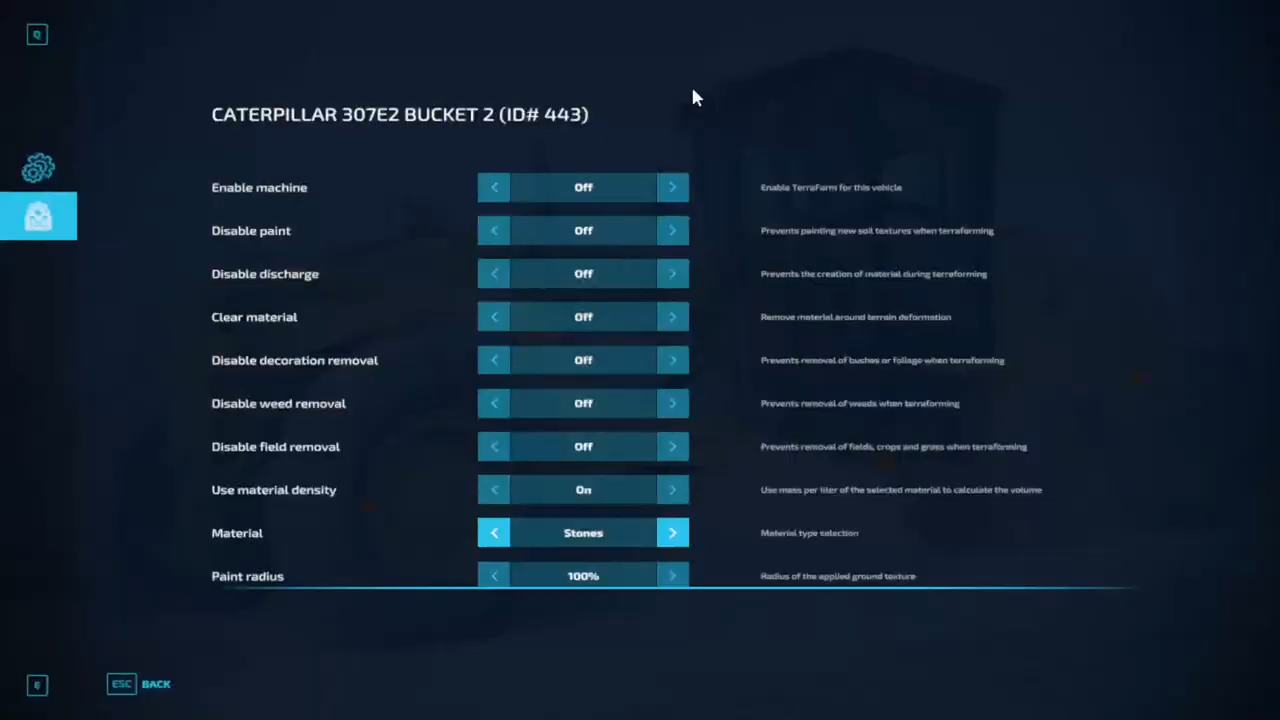 Q
CATERPILLAR 307E2 BUCKET 2 (ID# 443)
Enable machine Off Enable TerraFarm for this vehicle
Disable paint Off Prevents painting new soil textures when terraforming
Disable discharge Off Prevents the creation of material during terraforming
Clear material Off Remove material around terrain deformation
Disable decoration removal Off Prevents removal of bushes or foliage when terraforming
Disable weed removal Off Prevents removal of weeds when terraforming
Disable field removal Off Prevents removal of fields, crops and grass when terraforming
Use material density On Use mass per liter of the selected material to calculate the volume
Material Stones Material type selection
Paint radius 100% Radius of the applied ground texture
E ESC BACK